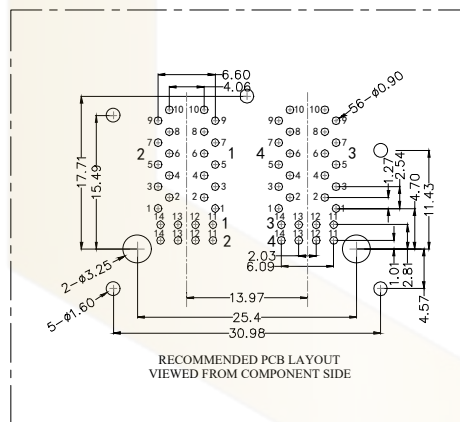 6.60
4.06
56-ø0.90
10 10 10 10
9 9 9 9
8 8 8 8
7 7 7 7
2 1 4 3
6 6 6 6
5 5 5 5
4 4 4 4
3 3 3 3
2 2 2 2
1 1 1 1
14 13 12 11 1 3 14 13 12 11
14 13 12 11 2 4 14 13 12 11
17.71
15.49
1.27
2.54
4.70
11.43
2.03
6.09
1.01
2.81
4.57
2-ø3.25
5-ø1.60
13.97
25.4
30.98
RECOMMENDED PCB LAYOUT
VIEWED FROM COMPONENT SIDE